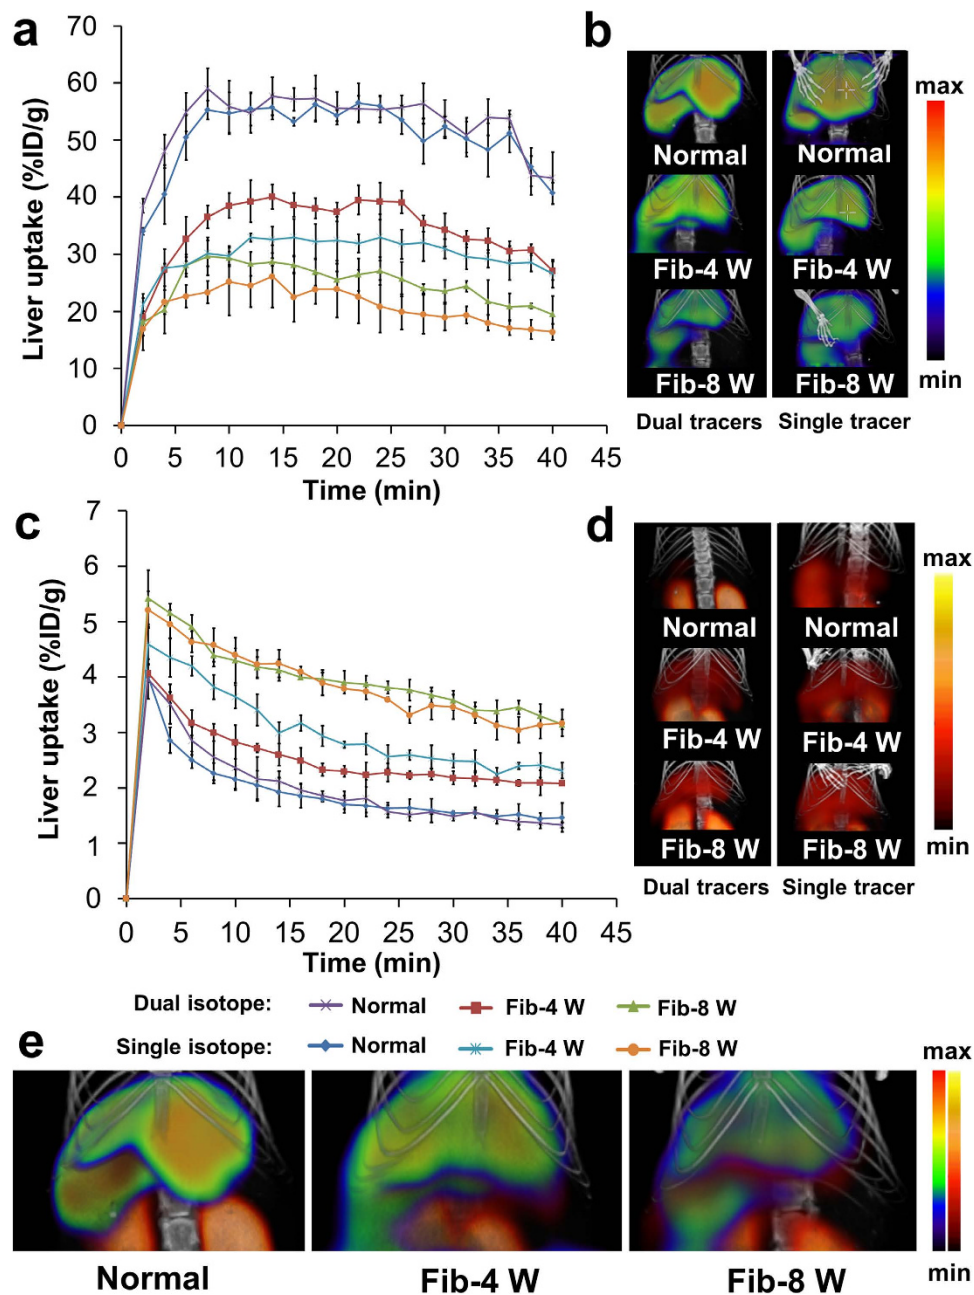 a
70
60
50
40
30
20
10
0
Liver uptake (%ID/g)
0 5 10 15 20 25 30 35 40 45
Time (min)
b
Normal Normal
Fib-4 W Fib-4 W
Fib-8 W Fib-8 W
Dual tracers Single tracer
max
min
c
7
6
5
4
3
2
1
0
Liver uptake (%ID/g)
0 5 10 15 20 25 30 35 40 45
Time (min)
d
Normal Normal
Fib-4 W Fib-4 W
Fib-8 W Fib-8 W
Dual tracers Single tracer
max
min
Dual isotope: Normal Fib-4 W Fib-8 W
Single isotope: Normal Fib-4 W Fib-8 W
e
max
min
Normal Fib-4 W Fib-8 W